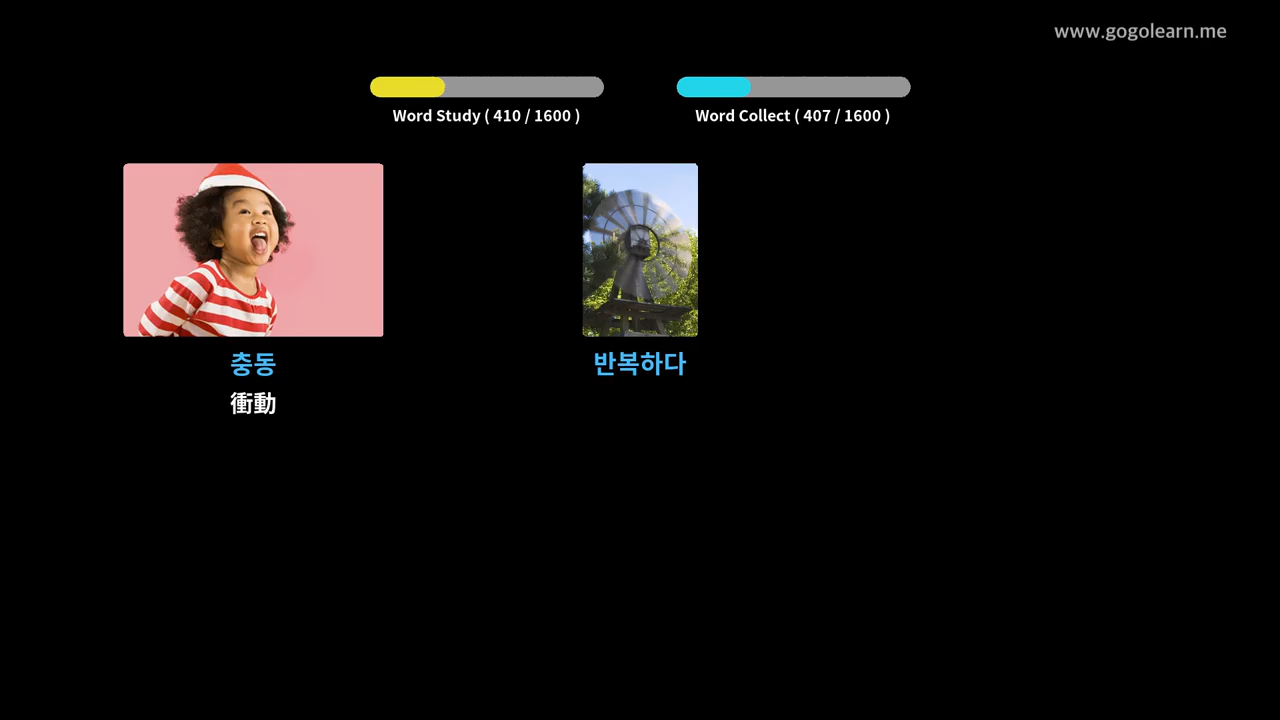 www.gogolearn.me
Word Study ( 410 / 1600 )
Word Collect ( 407 / 1600 )
충동
衝動
반복하다